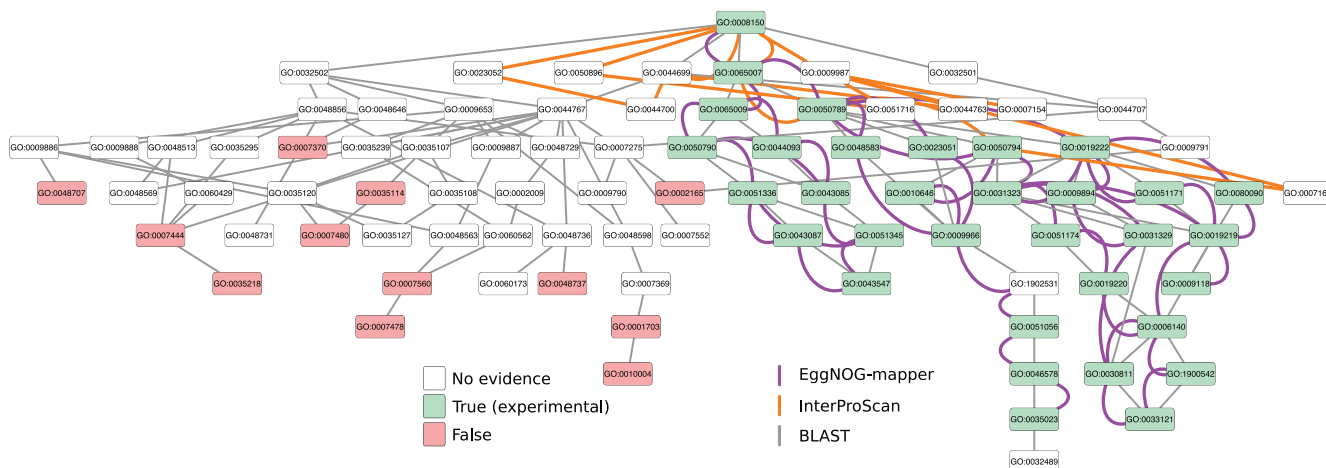 GO:0008150
GO:0032502 GO:0023052 GO:0050896 GO:0044699 GO:0065007 GO:0009987 GO:0032501
GO:0048856 GO:0048646 GO:0009653 GO:0044767 GO:0044700 GO:0065009 GO:0050789 GO:0051716 GO:0044763 GO:0007154 GO:0044707
GO:0009886 GO:0009888 GO:0048513 GO:0035295 GO:0007370 GO:0035239 GO:0035107 GO:0009887 GO:0048729 GO:0007275 GO:0050790 GO:0044093 GO:0048583 GO:0023051 GO:0050794 GO:0019222 GO:0009791
GO:0048707 GO:0048569 GO:0060429 GO:0035120 GO:0035114 GO:0035108 GO:0002009 GO:0009790 GO:0002165 GO:0051336 GO:0043085 GO:0010646 GO:0031323 GO:0009894 GO:0051171 GO:0080090 GO:000716
GO:0007444 GO:0048731 GO:0007480 GO:0035127 GO:0048563 GO:0060562 GO:0048736 GO:0048598 GO:0007552 GO:0043087 GO:0051345 GO:0009966 GO:0051174 GO:0031329 GO:0019219
GO:0035218 GO:0007560 GO:0060173 GO:0048737 GO:0007369 GO:0043547 GO:1902531 GO:0019220 GO:0009118
GO:0007478 GO:0001703 GO:0051056 GO:0006140
GO:0010004 GO:0046578 GO:0030811 GO:1900542
GO:0035023 GO:0033121
GO:0032489
No evidence
True (experimental)
False
EggNOG-mapper
InterProScan
BLAST